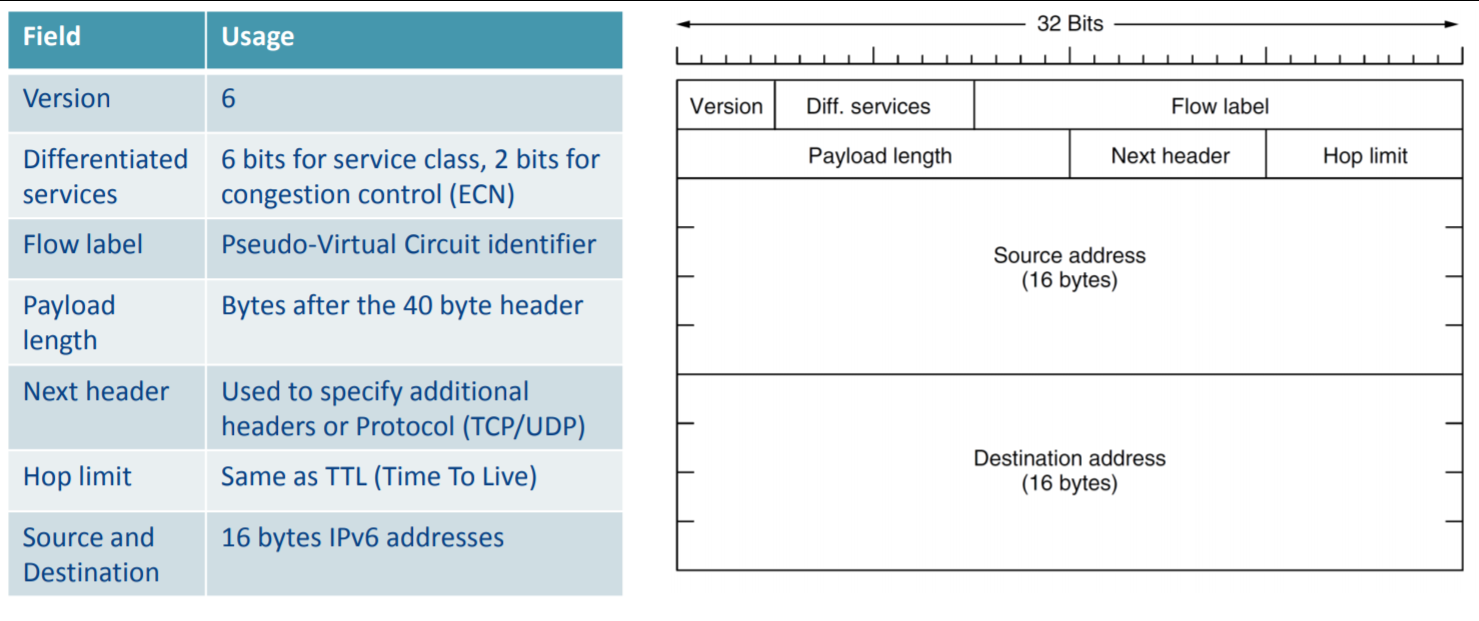 Field Usage
Version 6
Differentiated services 6 bits for service class, 2 bits for congestion control (ECN)
Flow label Pseudo-Virtual Circuit identifier
Payload length Bytes after the 40 byte header
Next header Used to specify additional headers or Protocol (TCP/UDP)
Hop limit Same as TTL (Time To Live)
Source and Destination 16 bytes IPv6 addresses
32 Bits
Version Diff. services Flow label
Payload length Next header Hop limit
Source address
(16 bytes)
Destination address
(16 bytes)